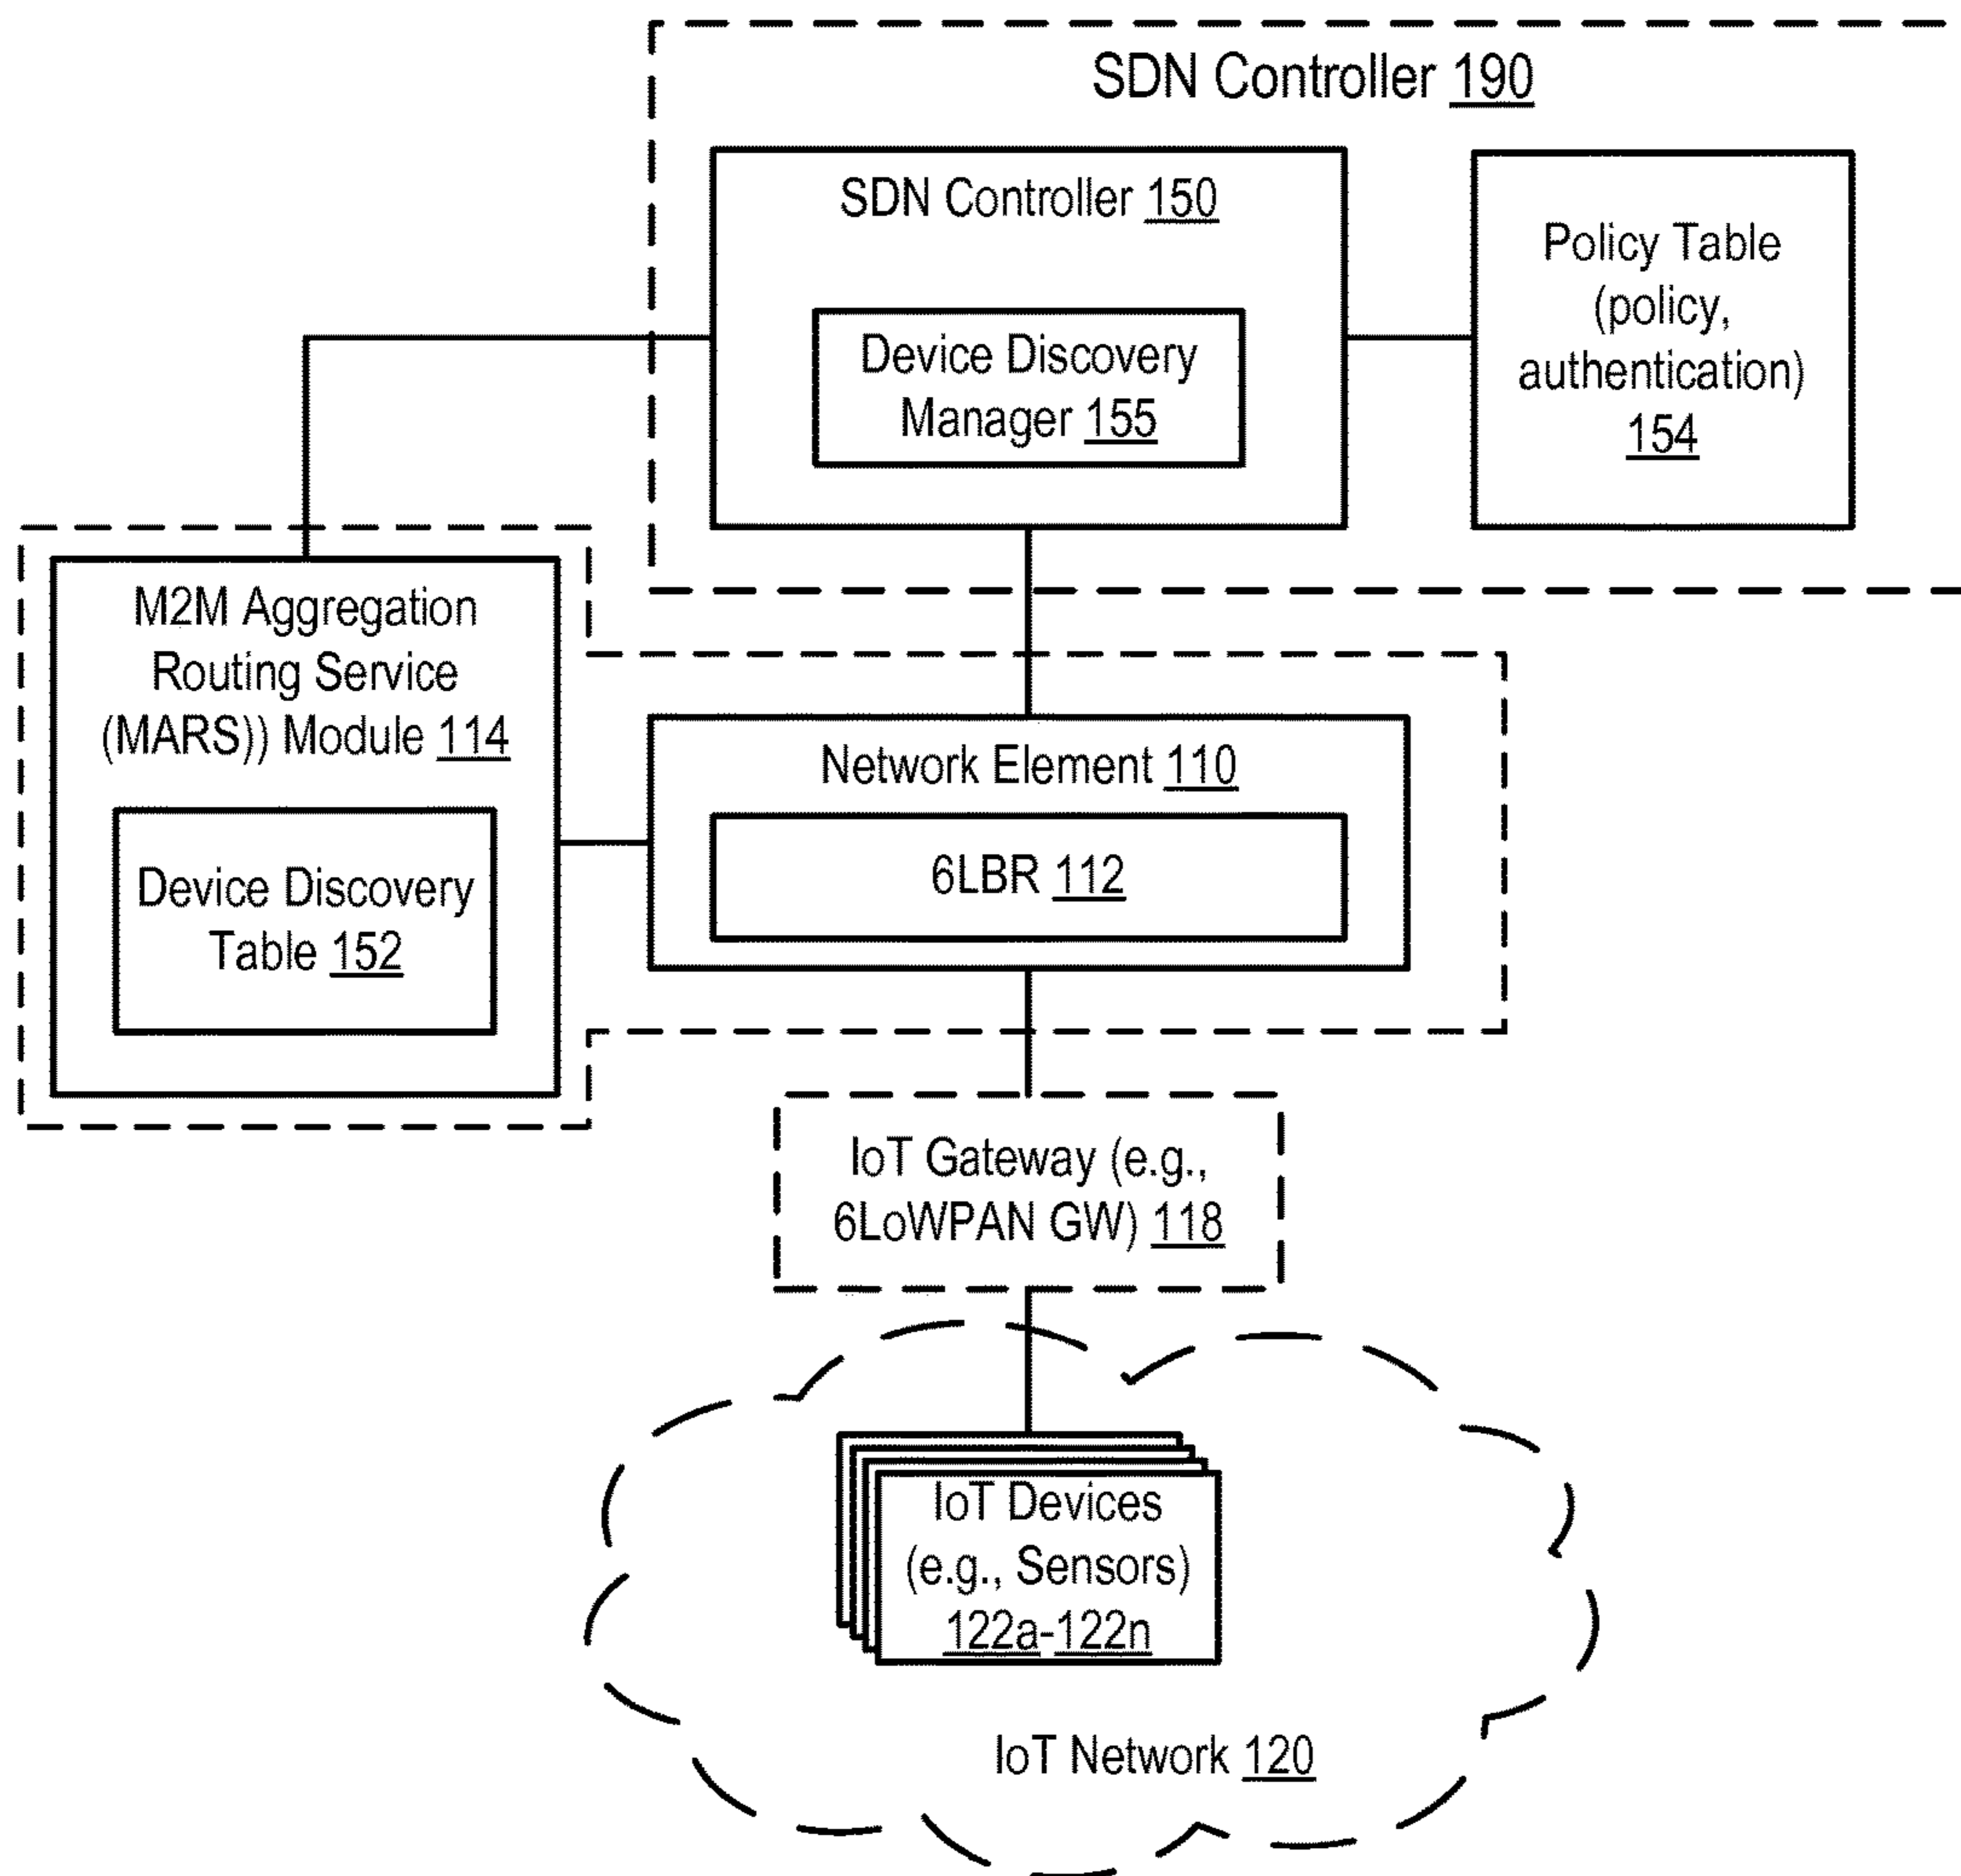 SDN Controller 190
SDN Controller 150
Device Discovery
Manager 155
Policy Table
(policy,
authentication)
154
M2M Aggregation
Routing Service
(MARS)) Module 114
Device Discovery
Table 152
Network Element 110
6LBR 112
IoT Gateway (e.g.,
6LoWPAN GW) 118
IoT Devices
(e.g., Sensors)
122a-122n
IoT Network 120